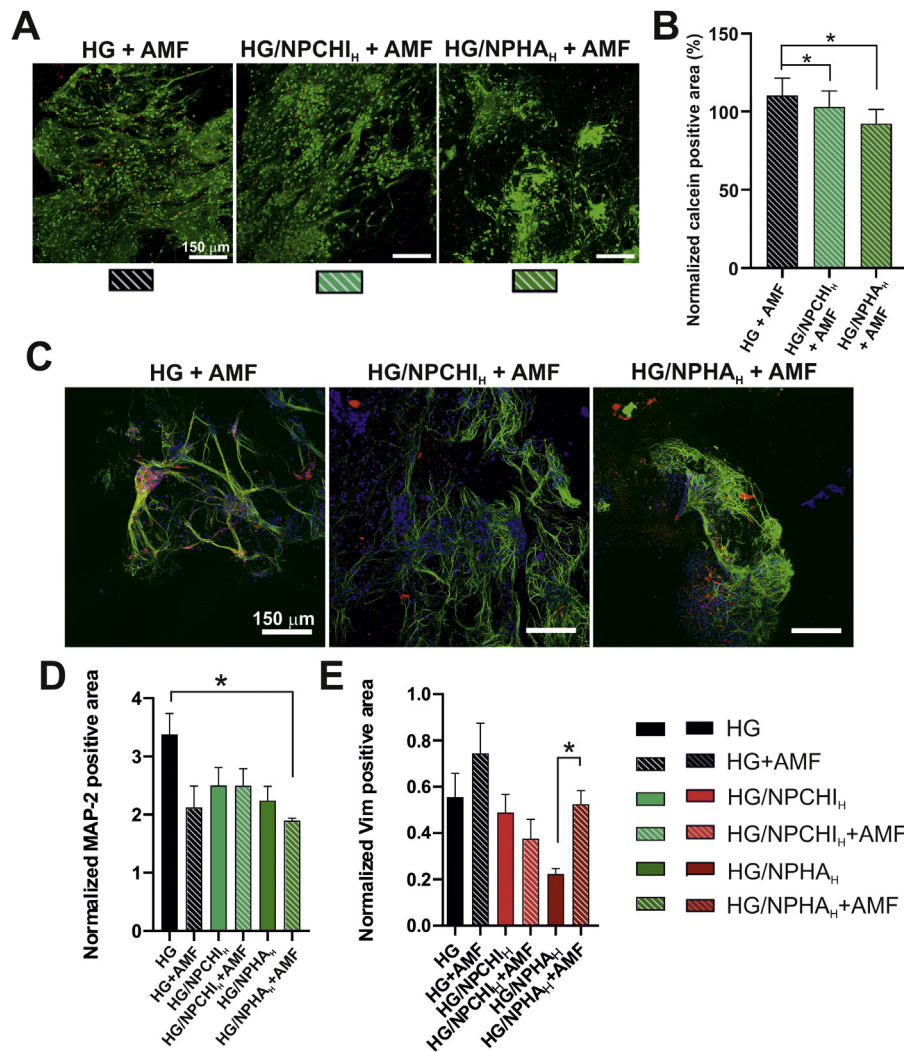 A
HG + AMF
HG/NPCHIH + AMF
HG/NPHAH + AMF
150 μm
B
Normalized calcein positive area (%)
150
100
50
0
*
*
HG + AMF
HG/NPCHIH
+ AMF
HG/NPHAH
+ AMF
C
HG + AMF
HG/NPCHIH + AMF
HG/NPHAH + AMF
150 μm
D
Normalized MAP-2 positive area
4
3
2
1
0
*
HG
HG+AMF
HG/NPCHIH
HG/NPCHIH+AMF
HG/NPHAH
HG/NPHAH+AMF
E
Normalized Vim positive area
1.0
0.8
0.6
0.4
0.2
0.0
*
HG
HG+AMF
HG/NPCHIH
HG/NPCHIH+AMF
HG/NPHAH
HG/NPHAH+AMF
HG
HG+AMF
HG/NPCHIH
HG/NPCHIH+AMF
HG/NPHAH
HG/NPHAH+AMF